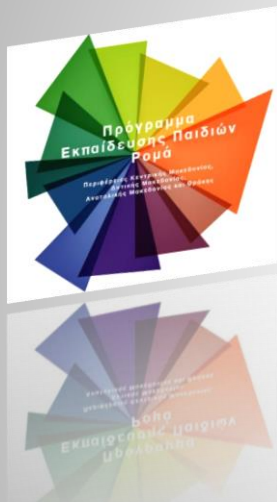 Πρόγραμμα
Εκπαίδευσης Παιδιών
Ρομά
Περιφέρειες Κεντρικής Μακεδονίας,
Δυτικής Μακεδονίας,
Ανατολικής Μακεδονίας και Θράκης